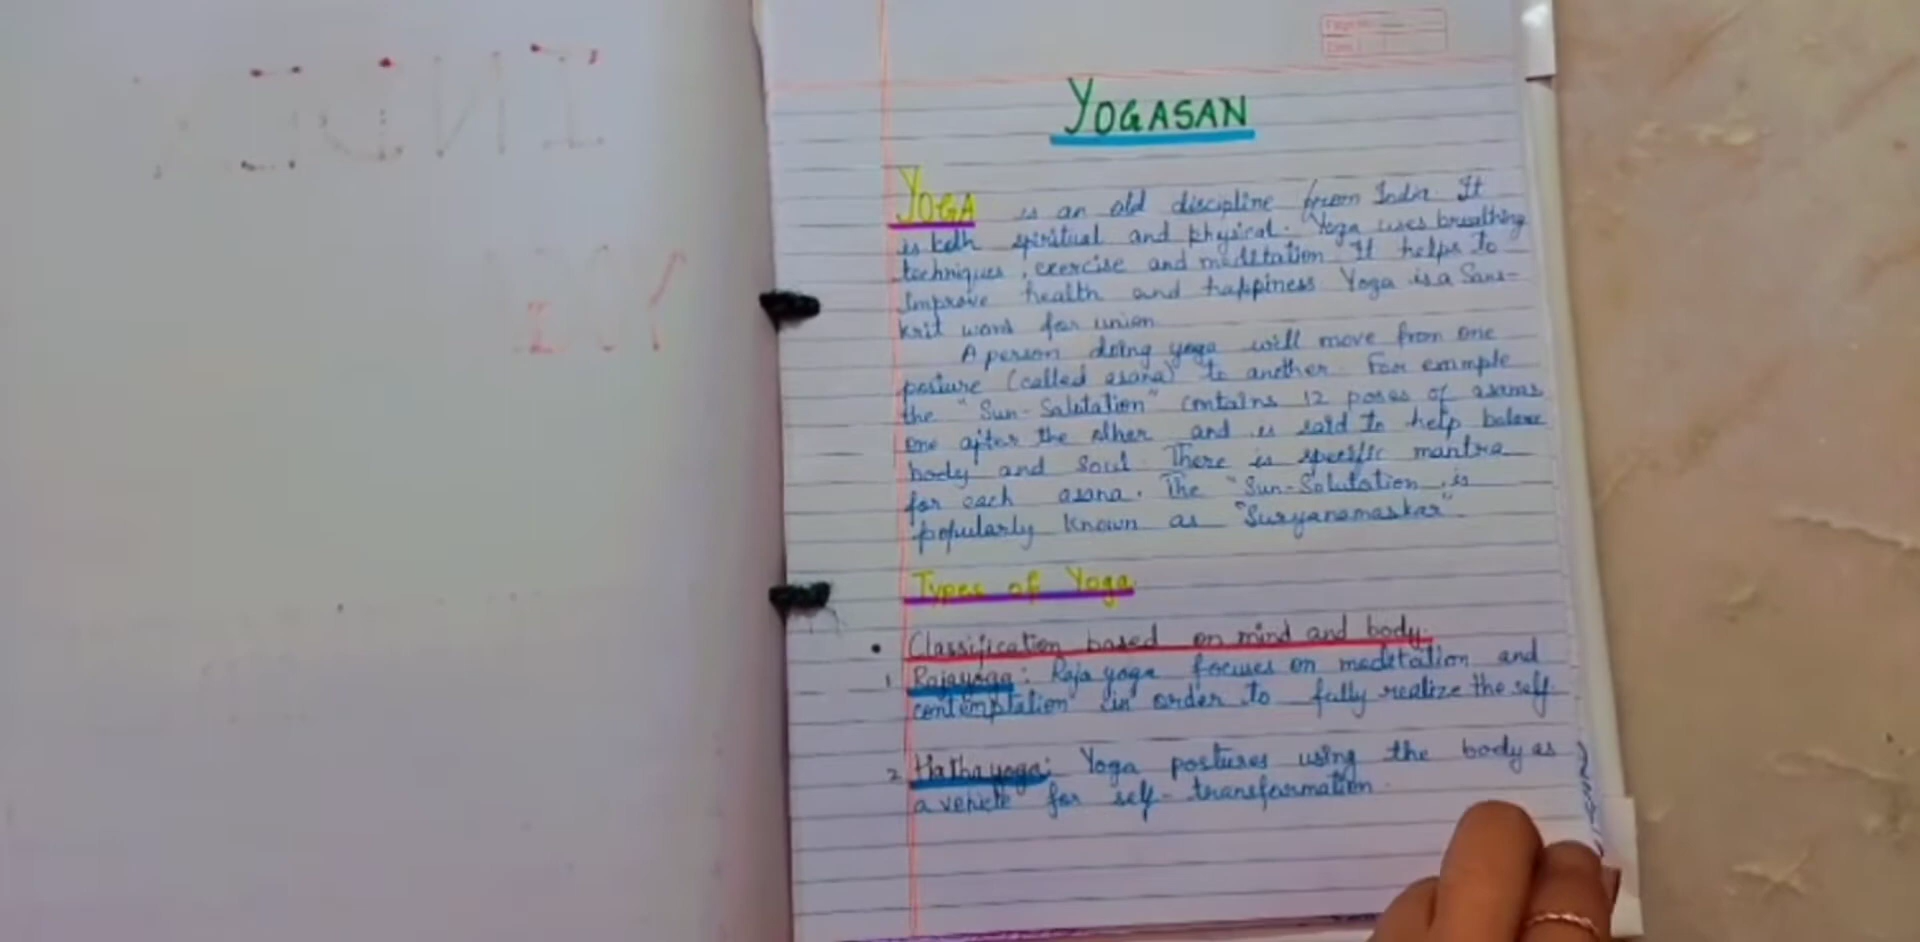 YOGASAN
YOGA is an old discipline from India. It
is both spiritual and physical. Yoga uses breathing
techniques, exercise and meditation. It helps to
Improve health and happiness Yoga is a Sans-
krit word for union
A person doing yoga will move from one
posture (called asana) to another. For exmmple
the "Sun-Salutation" contains 12 poses of asanas
one after the other and is said to help balance
body and soul. There is specific mantra
for each asana. The "Sun-Solutation is
popularly known as "Suryanamaskar"
Types of Yoga
• Classification based on mind and body.
1 Rajayoga: Raja yoga focuses on meditation and
contemptation in order to fully realize the self
2 Hatha yoga: Yoga postures using the body as
a vehicle for self-transformation.